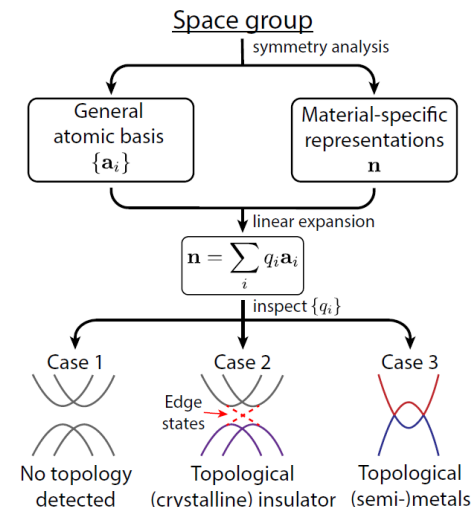 Space group
symmetry analysis
General
atomic basis
{a_i}
Material-specific
representations
n
linear expansion
n = ∑_i q_i a_i
inspect {q_i}
Case 1
Case 2
Case 3
Edge
states
No topology
detected
Topological
(crystalline) insulator
Topological
(semi-)metals